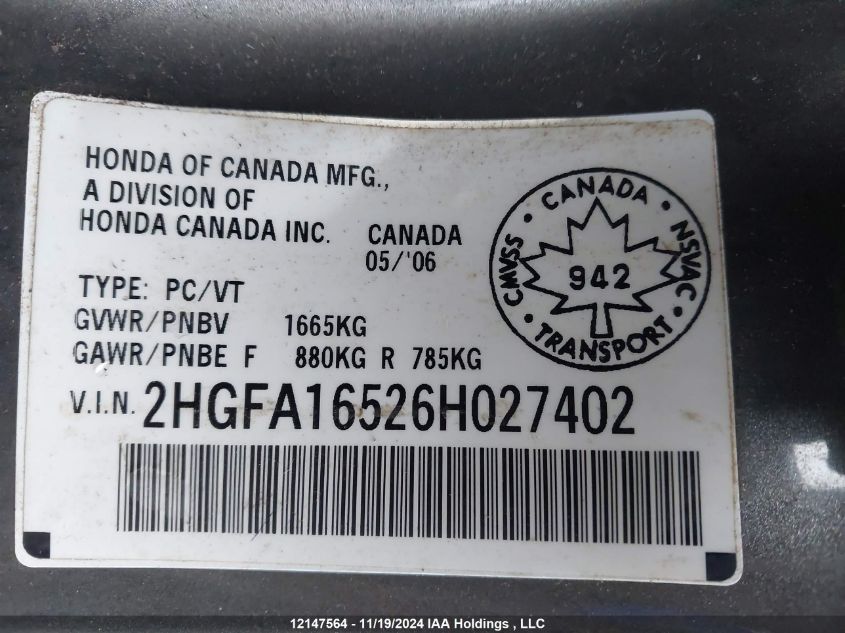 HONDA OF CANADA MFG.,
A DIVISION OF
HONDA CANADA INC. CANADA
05/'06
TYPE: PC/VT
GVWR/PNBV 1665KG
GAWR/PNBE F 880KG R 785KG
V.I.N. 2HGFA16526H027402
CANADA • NSVAC • TRANSPORT • CMVSS •
942
12147564 - 11/19/2024 IAA Holdings , LLC